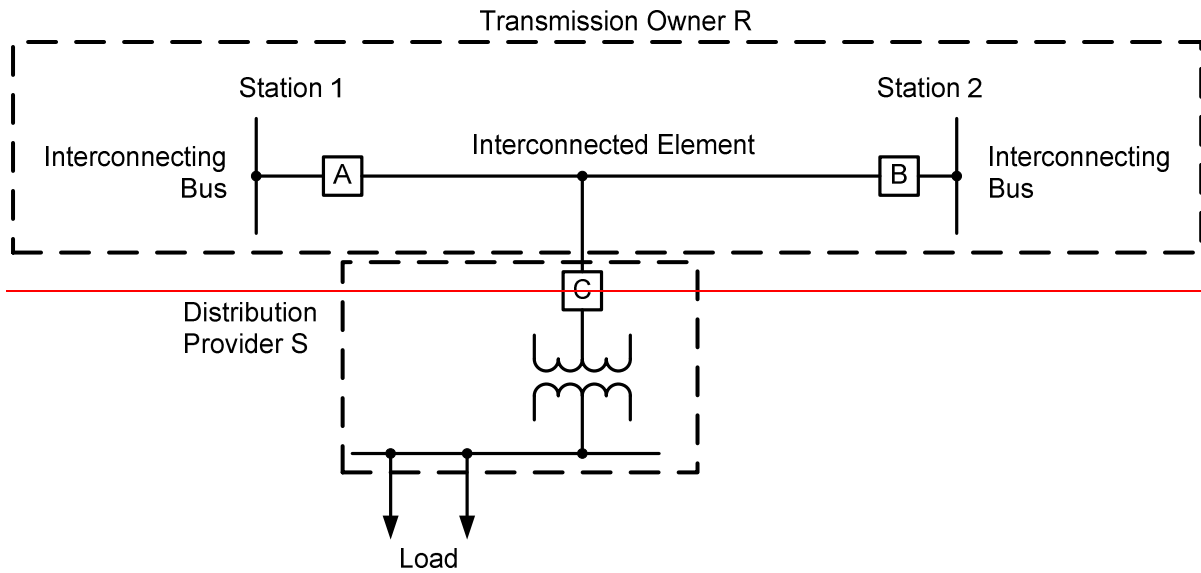 Transmission Owner R
Station 1
Station 2
Interconnecting
Bus
A
Interconnected Element
B
Interconnecting
Bus
C
Distribution
Provider S
Load